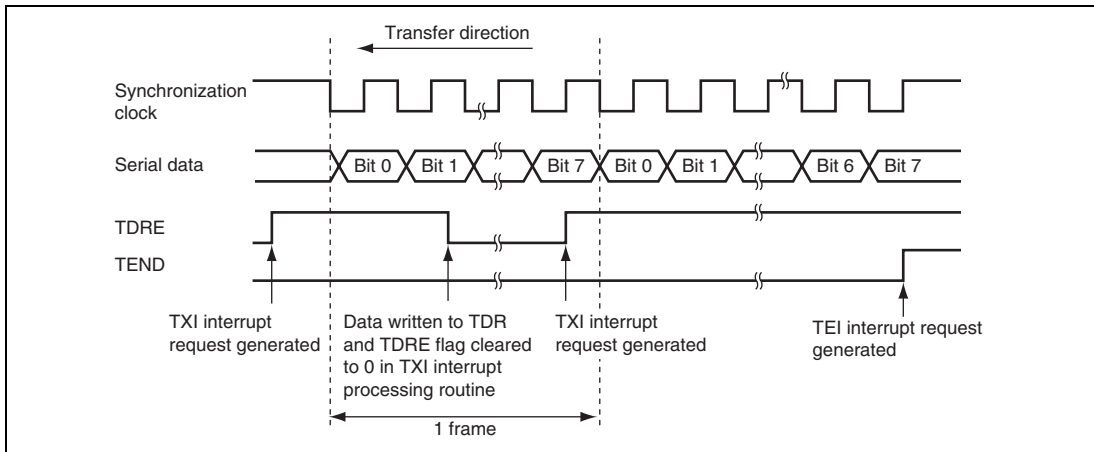 Transfer direction
Synchronization
clock
Serial data
Bit 0
Bit 1
Bit 7
Bit 0
Bit 1
Bit 6
Bit 7
TDRE
TEND
TXI interrupt
request generated
Data written to TDR
and TDRE flag cleared
to 0 in TXI interrupt
processing routine
TXI interrupt
request generated
TEI interrupt request
generated
1 frame